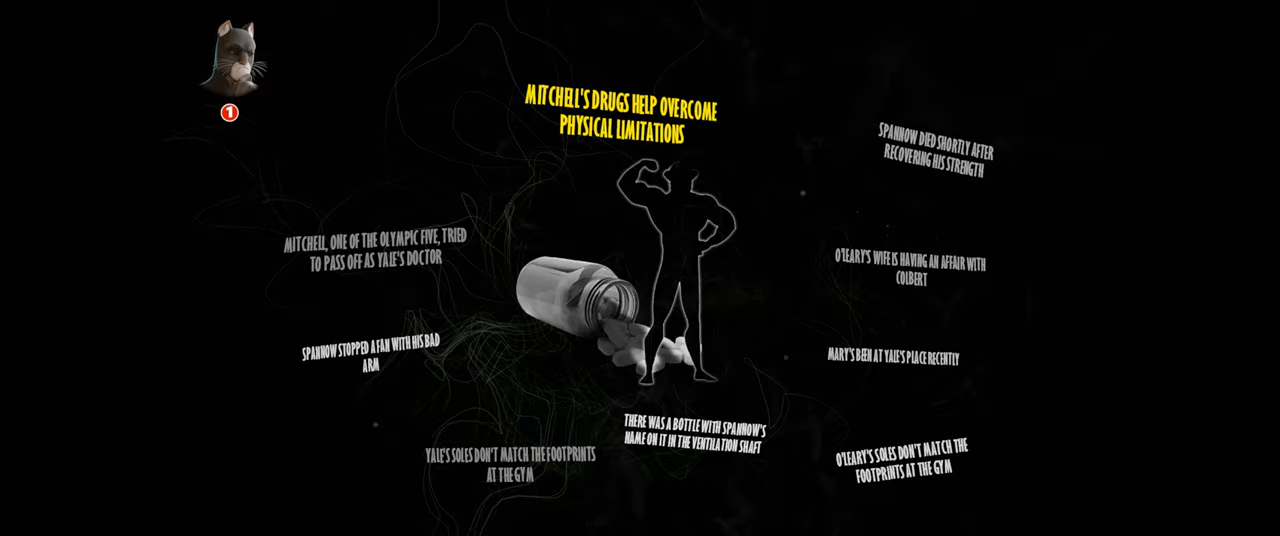 1
MITCHELL'S DRUGS HELP OVERCOME
PHYSICAL LIMITATIONS
SPANNOW DIED SHORTLY AFTER
RECOVERING HIS STRENGTH
MITCHELL, ONE OF THE OLYMPIC FIVE, TRIED
TO PASS OFF AS YALE'S DOCTOR
O'LEARY'S WIFE IS HAVING AN AFFAIR WITH
COLBERT
SPANNOW STOPPED A FAN WITH HIS BAD
ARM
MARY'S BEEN AT YALE'S PLACE RECENTLY
THERE WAS A BOTTLE WITH SPANNOW'S
NAME ON IT IN THE VENTILATION SHAFT
YALE'S SOLES DON'T MATCH THE FOOTPRINTS
AT THE GYM
O'LEARY'S SOLES DON'T MATCH THE
FOOTPRINTS AT THE GYM